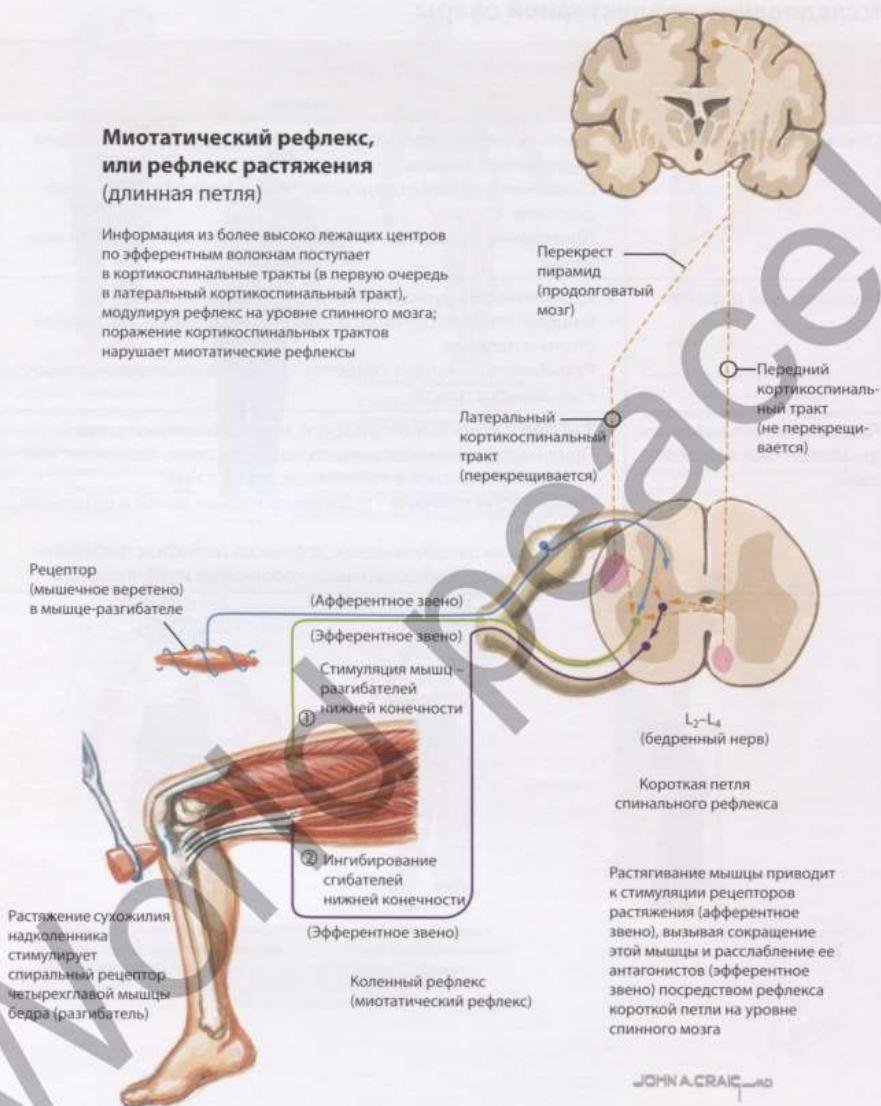 Миотатический рефлекс,
или рефлекс растяжения
(длинная петля)
Информация из более высоко лежащих центров
по эфферентным волокнам поступает
в кортикоспинальные тракты (в первую очередь
в латеральный кортикоспинальный тракт),
модулируя рефлекс на уровне спинного мозга;
поражение кортикоспинальных трактов
нарушает миотатические рефлексы
Перекрест
пирамид
(продолговатый
мозг)
Передний
кортикоспиналь-
ный тракт
(не перекрещи-
вается)
Латеральный
кортикоспинальный
тракт
(перекрещивается)
Рецептор
(мышечное веретено)
в мышце-разгибателе
(Афферентное звено)
(Эфферентное звено)
Стимуляция мышц –
разгибателей
нижней конечности
①
L₂–L₄
(бедренный нерв)
Короткая петля
спинального рефлекса
② Ингибирование
сгибателей
нижней конечности
(Эфферентное звено)
Растяжение сухожилия
надколенника
стимулирует
спиральный рецептор
четырехглавой мышцы
бедра (разгибатель)
Коленный рефлекс
(миотатический рефлекс)
Растягивание мышцы приводит
к стимуляции рецепторов
растяжения (афферентное
звено), вызывая сокращение
этой мышцы и расслабление ее
антагонистов (эфферентное
звено) посредством рефлекса
короткой петли на уровне
спинного мозга
JOHN A. CRAIG MD
World peace!